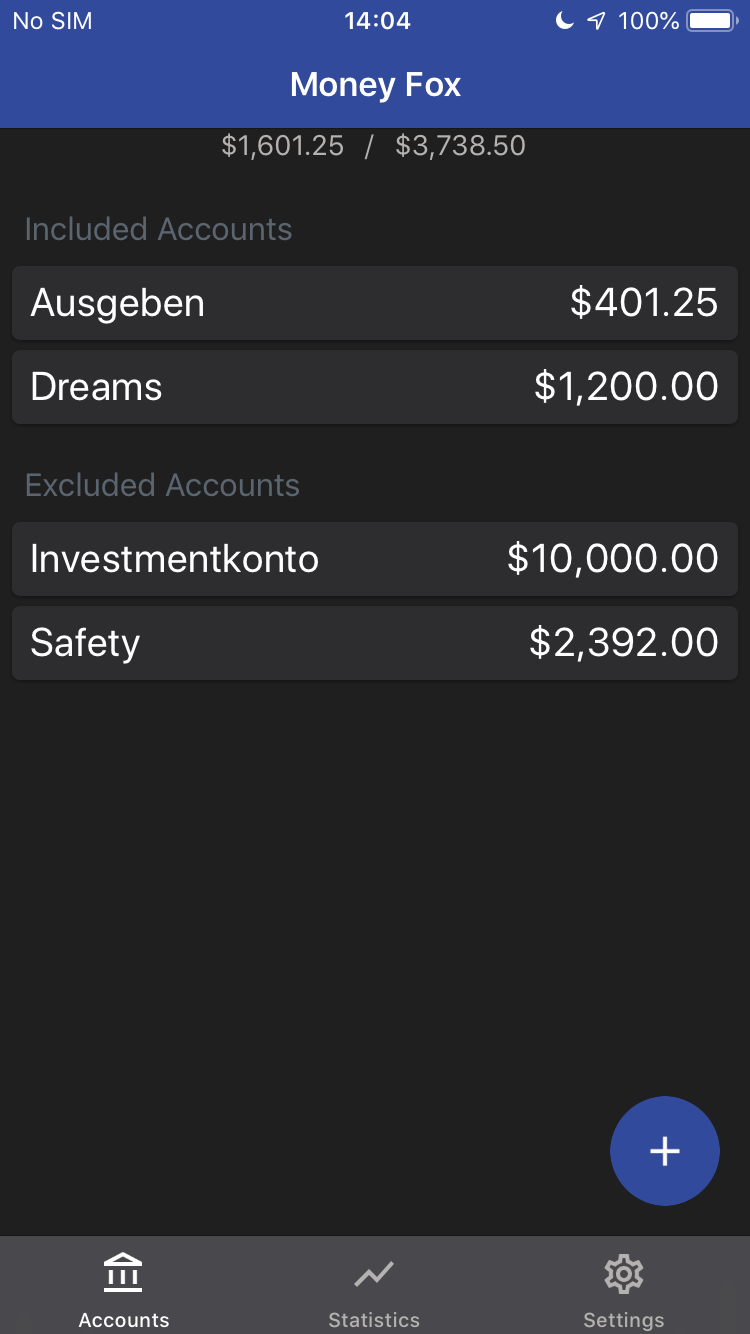 No SIM 14:04 100%
Money Fox
$1,601.25 / $3,738.50
Included Accounts
Ausgeben $401.25
Dreams $1,200.00
Excluded Accounts
Investmentkonto $10,000.00
Safety $2,392.00
+
Accounts Statistics Settings